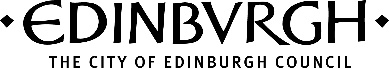 •EDINBVRGH•
THE CITY OF EDINBURGH COUNCIL